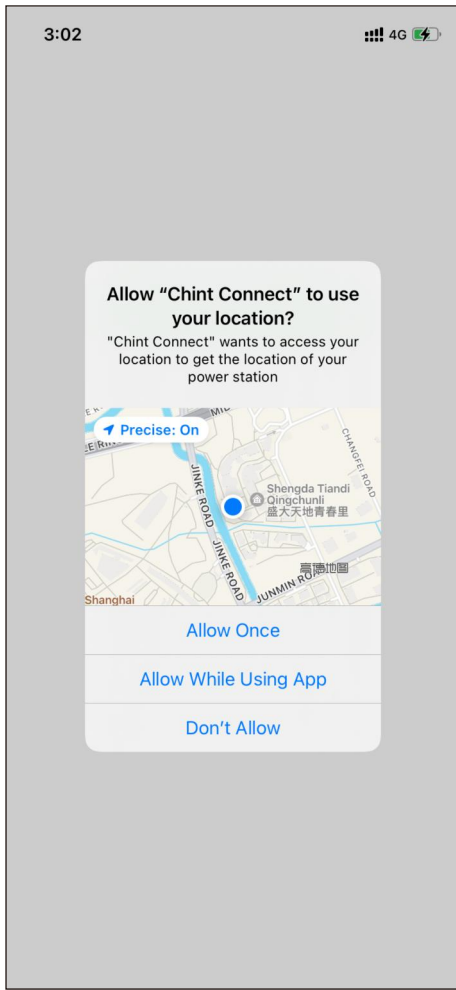 3:02
4G
Allow “Chint Connect” to use
your location?
"Chint Connect" wants to access your
location to get the location of your
power station
Precise: On
CHANGFEI ROAD
JINKE ROAD
Shengda Tiandi
Qingchunli
盛大天地青春里
JINKE ROAD
JUNMIN ROAD
高德地圖
Shanghai
Allow Once
Allow While Using App
Don’t Allow